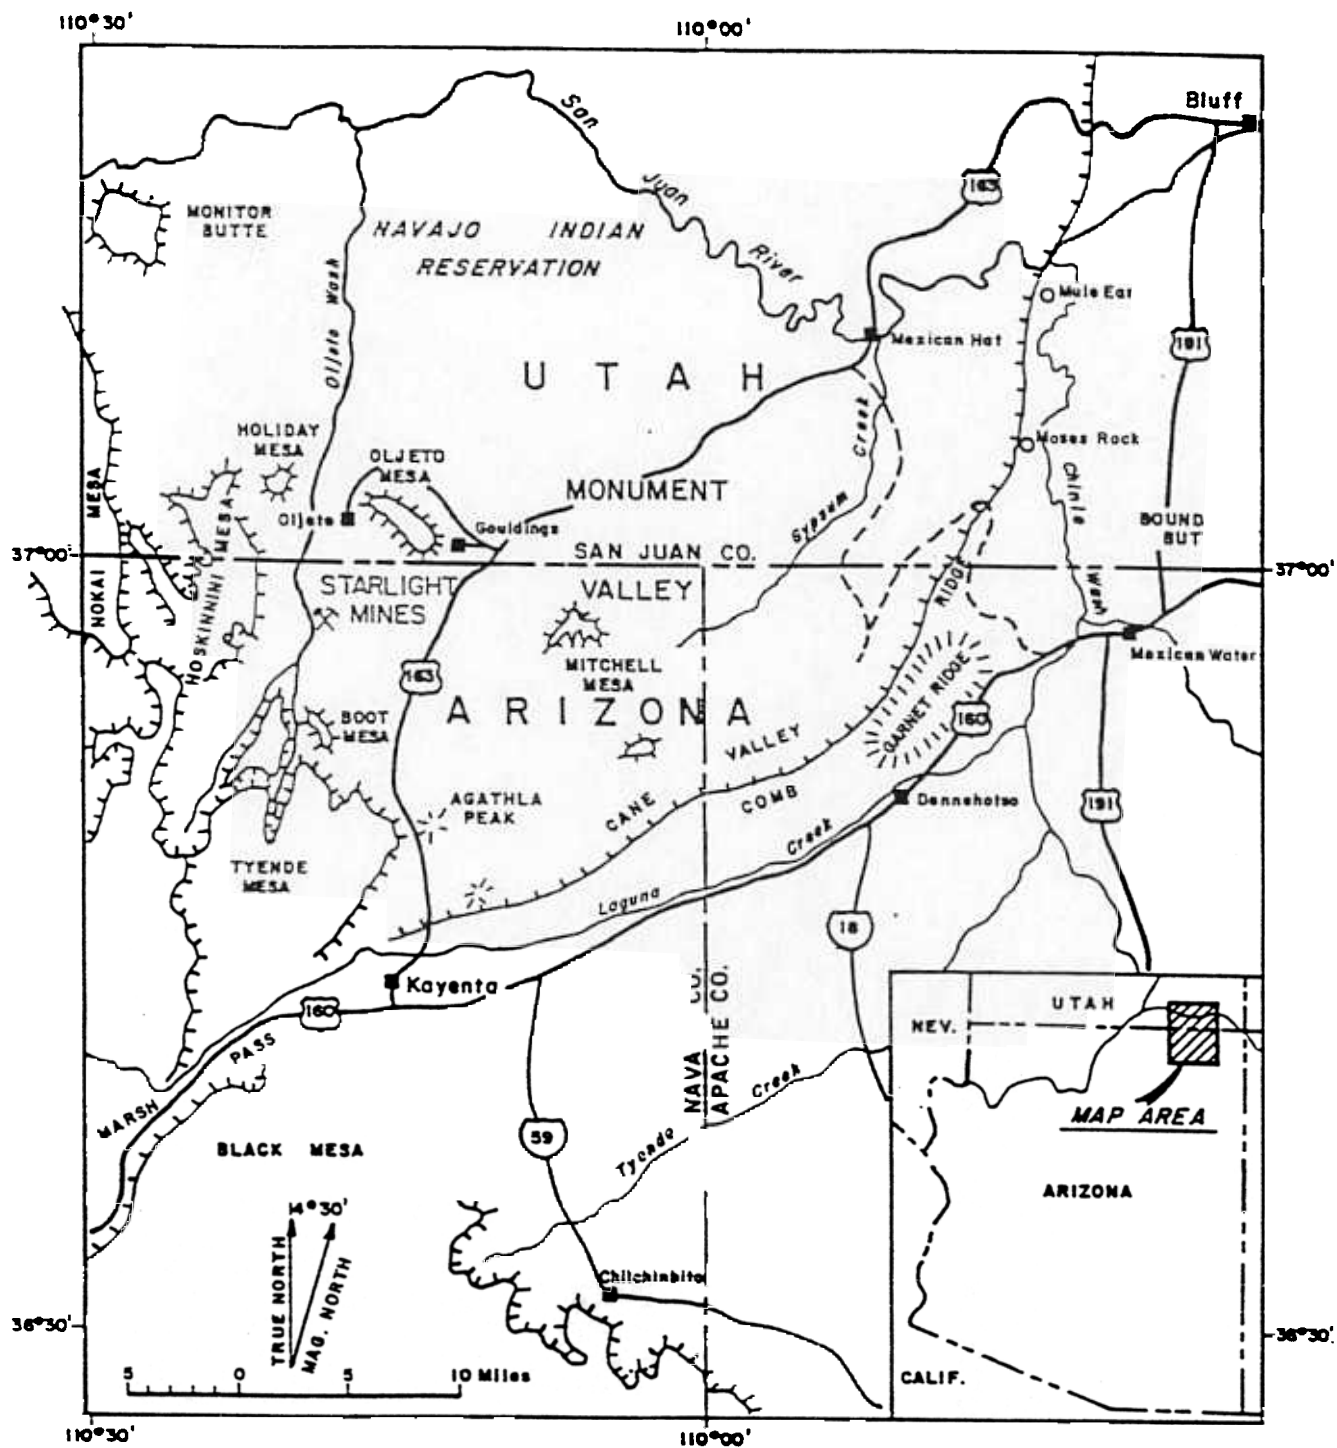 110° 30'
110° 00'
Bluff
San
Juan
River
163
MONITOR
BUTTE
NAVAJO INDIAN
RESERVATION
Oljeto Wash
Mule Ear
Mexican Hat
191
UTAH
HOLIDAY
MESA
OLJETO
MESA
Creek
Gypsum
Moses Rock
Chinle
Wash
MESA
NOKAI
HOSKINNINI MESA
Oljeto
Gouldings
MONUMENT
BOUND
BUT
37°00'
SAN JUAN CO.
37°00'
STARLIGHT
MINES
VALLEY
RIDGE
MITCHELL
MESA
Mexican Water
163
ARIZONA
GARNET RIDGE
160
BOOT
MESA
VALLEY
CANE
COMB
AGATHLA
PEAK
Dennehotso
191
TYENDE
MESA
Creek
Laguna
18
Kayenta
160
MARSH PASS
CO.
NAVA
APACHE CO.
UTAH
NEV.
MAP AREA
ARIZONA
CALIF.
Creek
Tyende
59
BLACK MESA
14°30'
TRUE NORTH
MAG. NORTH
Chilchinbito
36°30'
36°30'
5 0 5 10 Miles
110°30'
110°00'